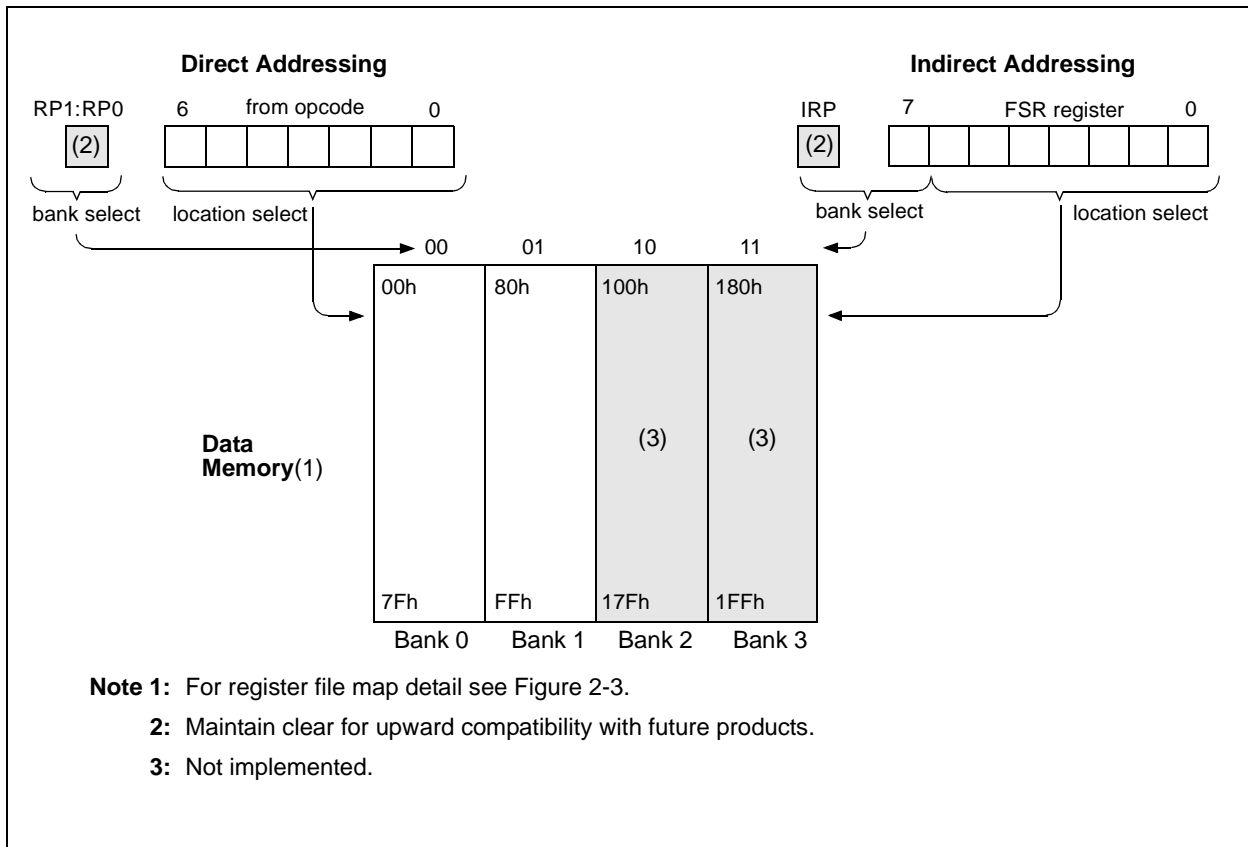 Direct Addressing
Indirect Addressing
RP1:RP0 6 from opcode 0
IRP 7 FSR register 0
(2)
(2)
bank select location select
bank select location select
00 01 10 11
00h 80h 100h 180h
Data
Memory(1)
(3) (3)
7Fh FFh 17Fh 1FFh
Bank 0 Bank 1 Bank 2 Bank 3
Note 1: For register file map detail see Figure 2-3.
2: Maintain clear for upward compatibility with future products.
3: Not implemented.